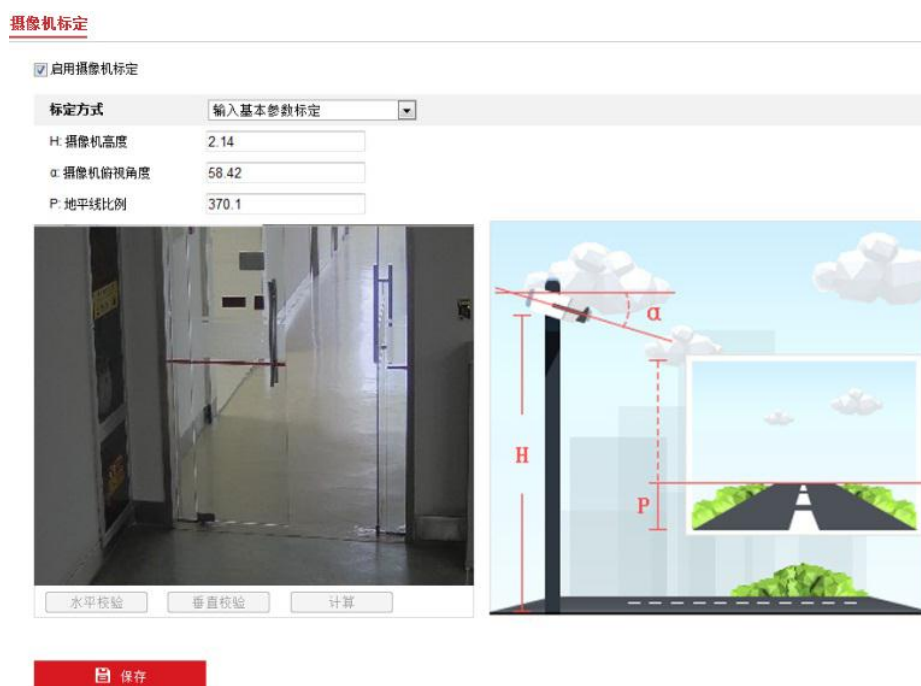 摄像机标定
启用摄像机标定
标定方式 输入基本参数标定
H: 摄像机高度 2.14
α: 摄像机俯视角度 58.42
P: 地平线比例 370.1
α
H
P
水平校验 垂直校验 计算
保存